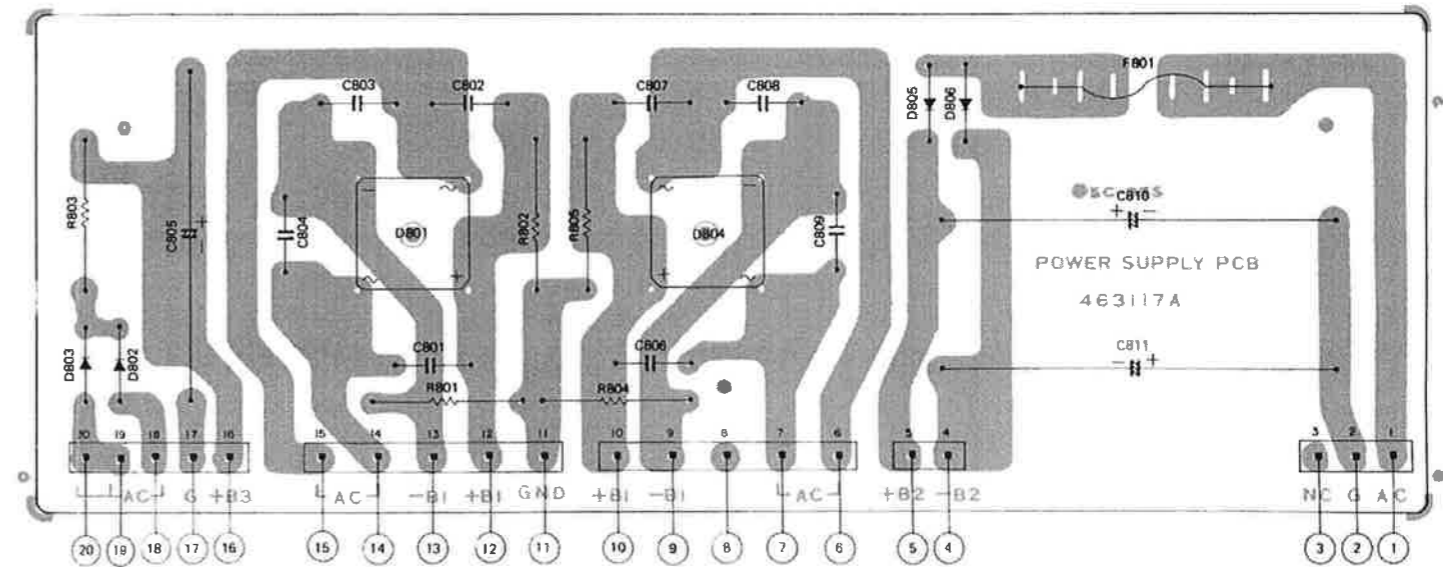 F801
C803 C802 C807 C808
D805 D806
R803
C805 + −
C804
− ~
D801
~ +
R802
R805
~ −
D804
+ ~
C809
+ C810 −
POWER SUPPLY PCB
463117A
C801
C806
− C811 +
D803
D802
R801
R804
20 19 18 17 16 15 14 13 12 11 10 9 8 7 6 5 4 3 2 1
AC G +B3 AC −B1 +B1 GND +B1 −B1 AC +B2 −B2 NC G AC
20 19 18 17 16 15 14 13 12 11 10 9 8 7 6 5 4 3 2 1